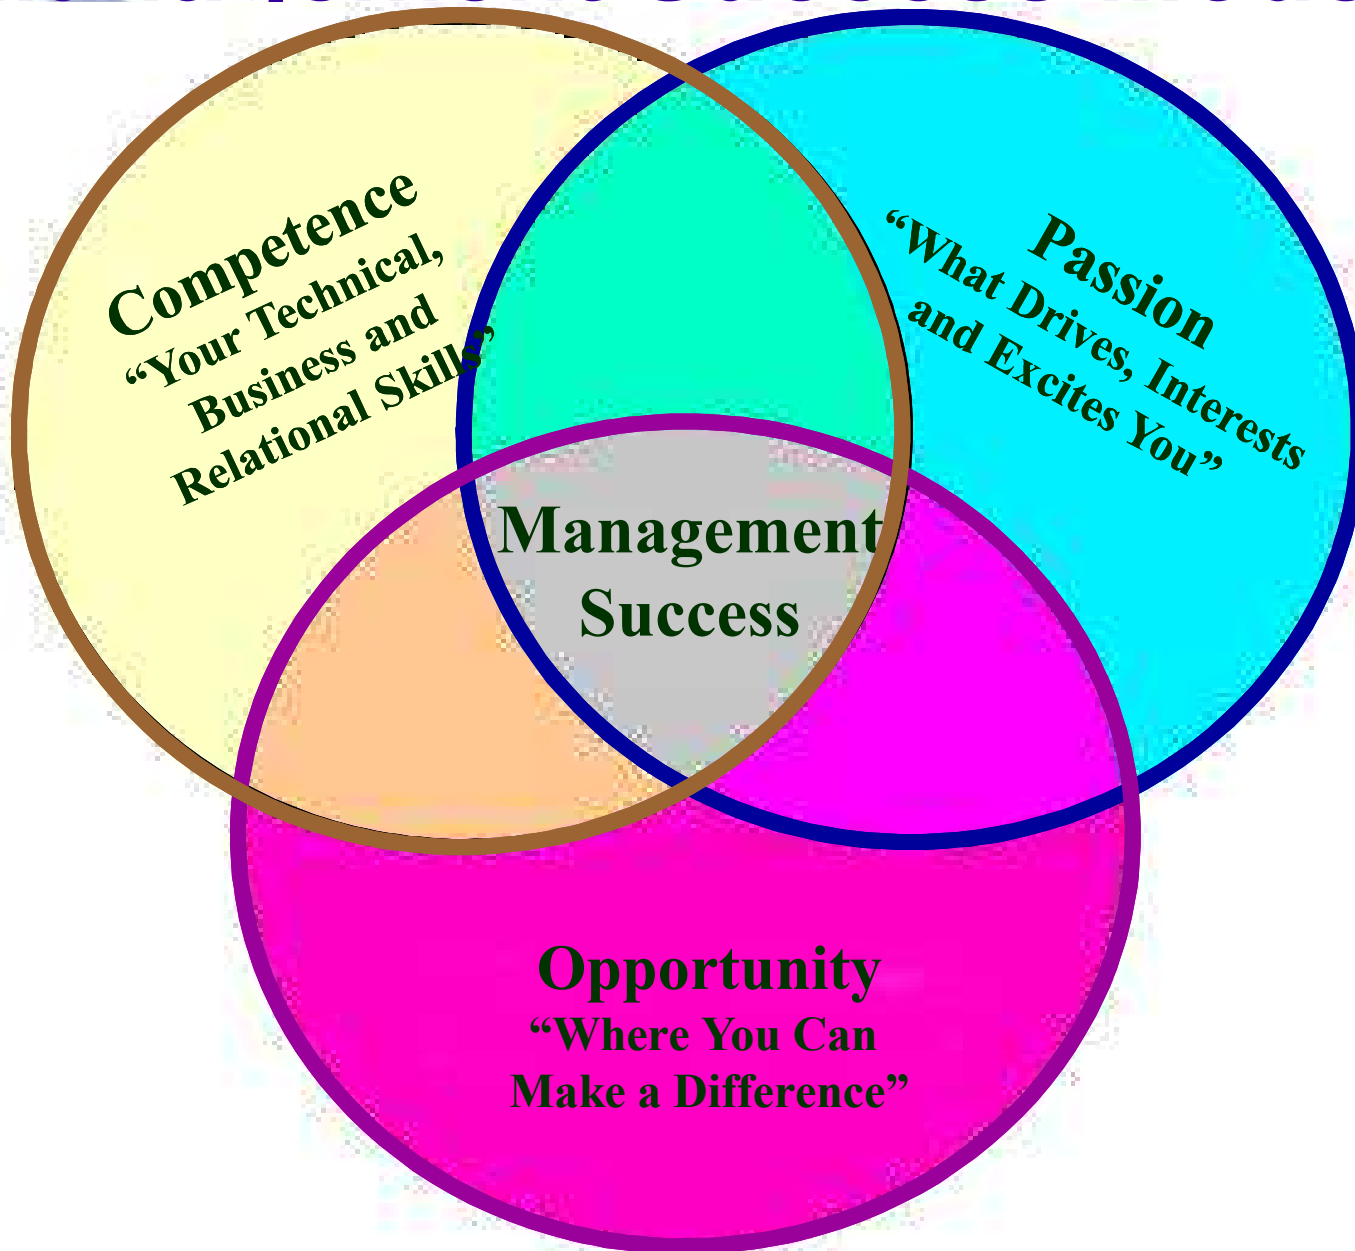 Competence
“Your Technical,
Business and
Relational Skills”
Passion
“What Drives, Interests
and Excites You”
Management
Success
Opportunity
“Where You Can
Make a Difference”